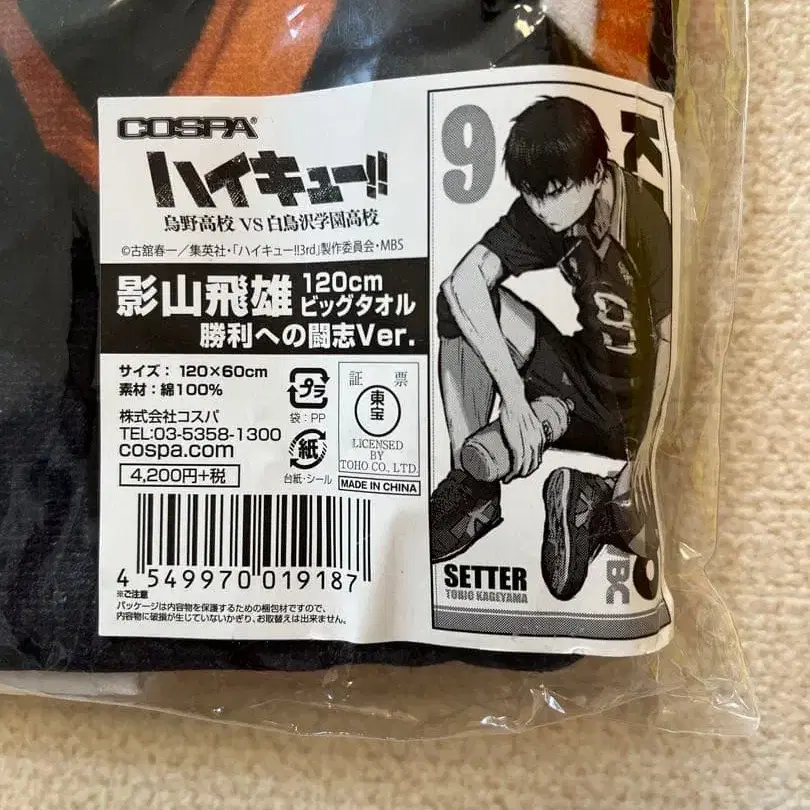 COSPA®
ハイキュー!!
烏野高校 VS 白鳥沢学園高校
©古舘春一／集英社・「ハイキュー!!3rd」製作委員会・MBS
影山飛雄 120cm
ビッグタオル
勝利への闘志Ver.
サイズ：120×60cm
素材：綿100%
株式会社コスパ
TEL:03-5358-1300
cospa.com
4,200円+税
プラ
袋：PP
紙
台紙・シール
証票
東宝
LICENSED
BY
TOHO CO., LTD.
MADE IN CHINA
4 549970 019187
※ご注意
パッケージは内容物を保護するための梱包材ですので、
内容物に破損が生じていないかぎり、お取替えは出来ません。
9
SETTER
TOBIO KAGEYAMA